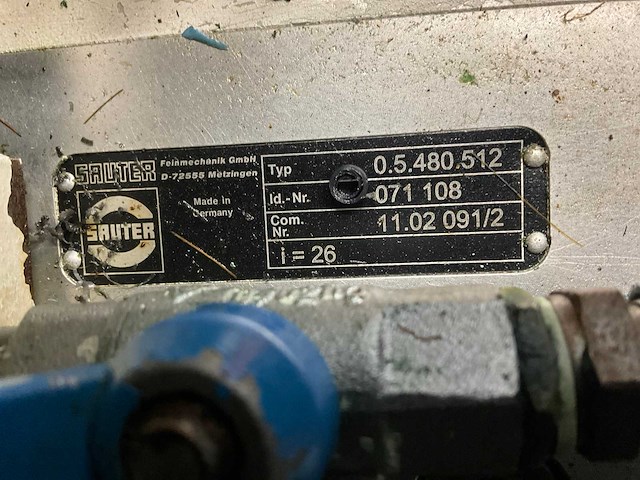 SAUTER Feinmechanik GmbH
D-72555 Metzingen
Made in
Germany
SAUTER
Typ 0.5.480.512
Id.-Nr. 071 108
Com. Nr. 11.02 091/2
i = 26